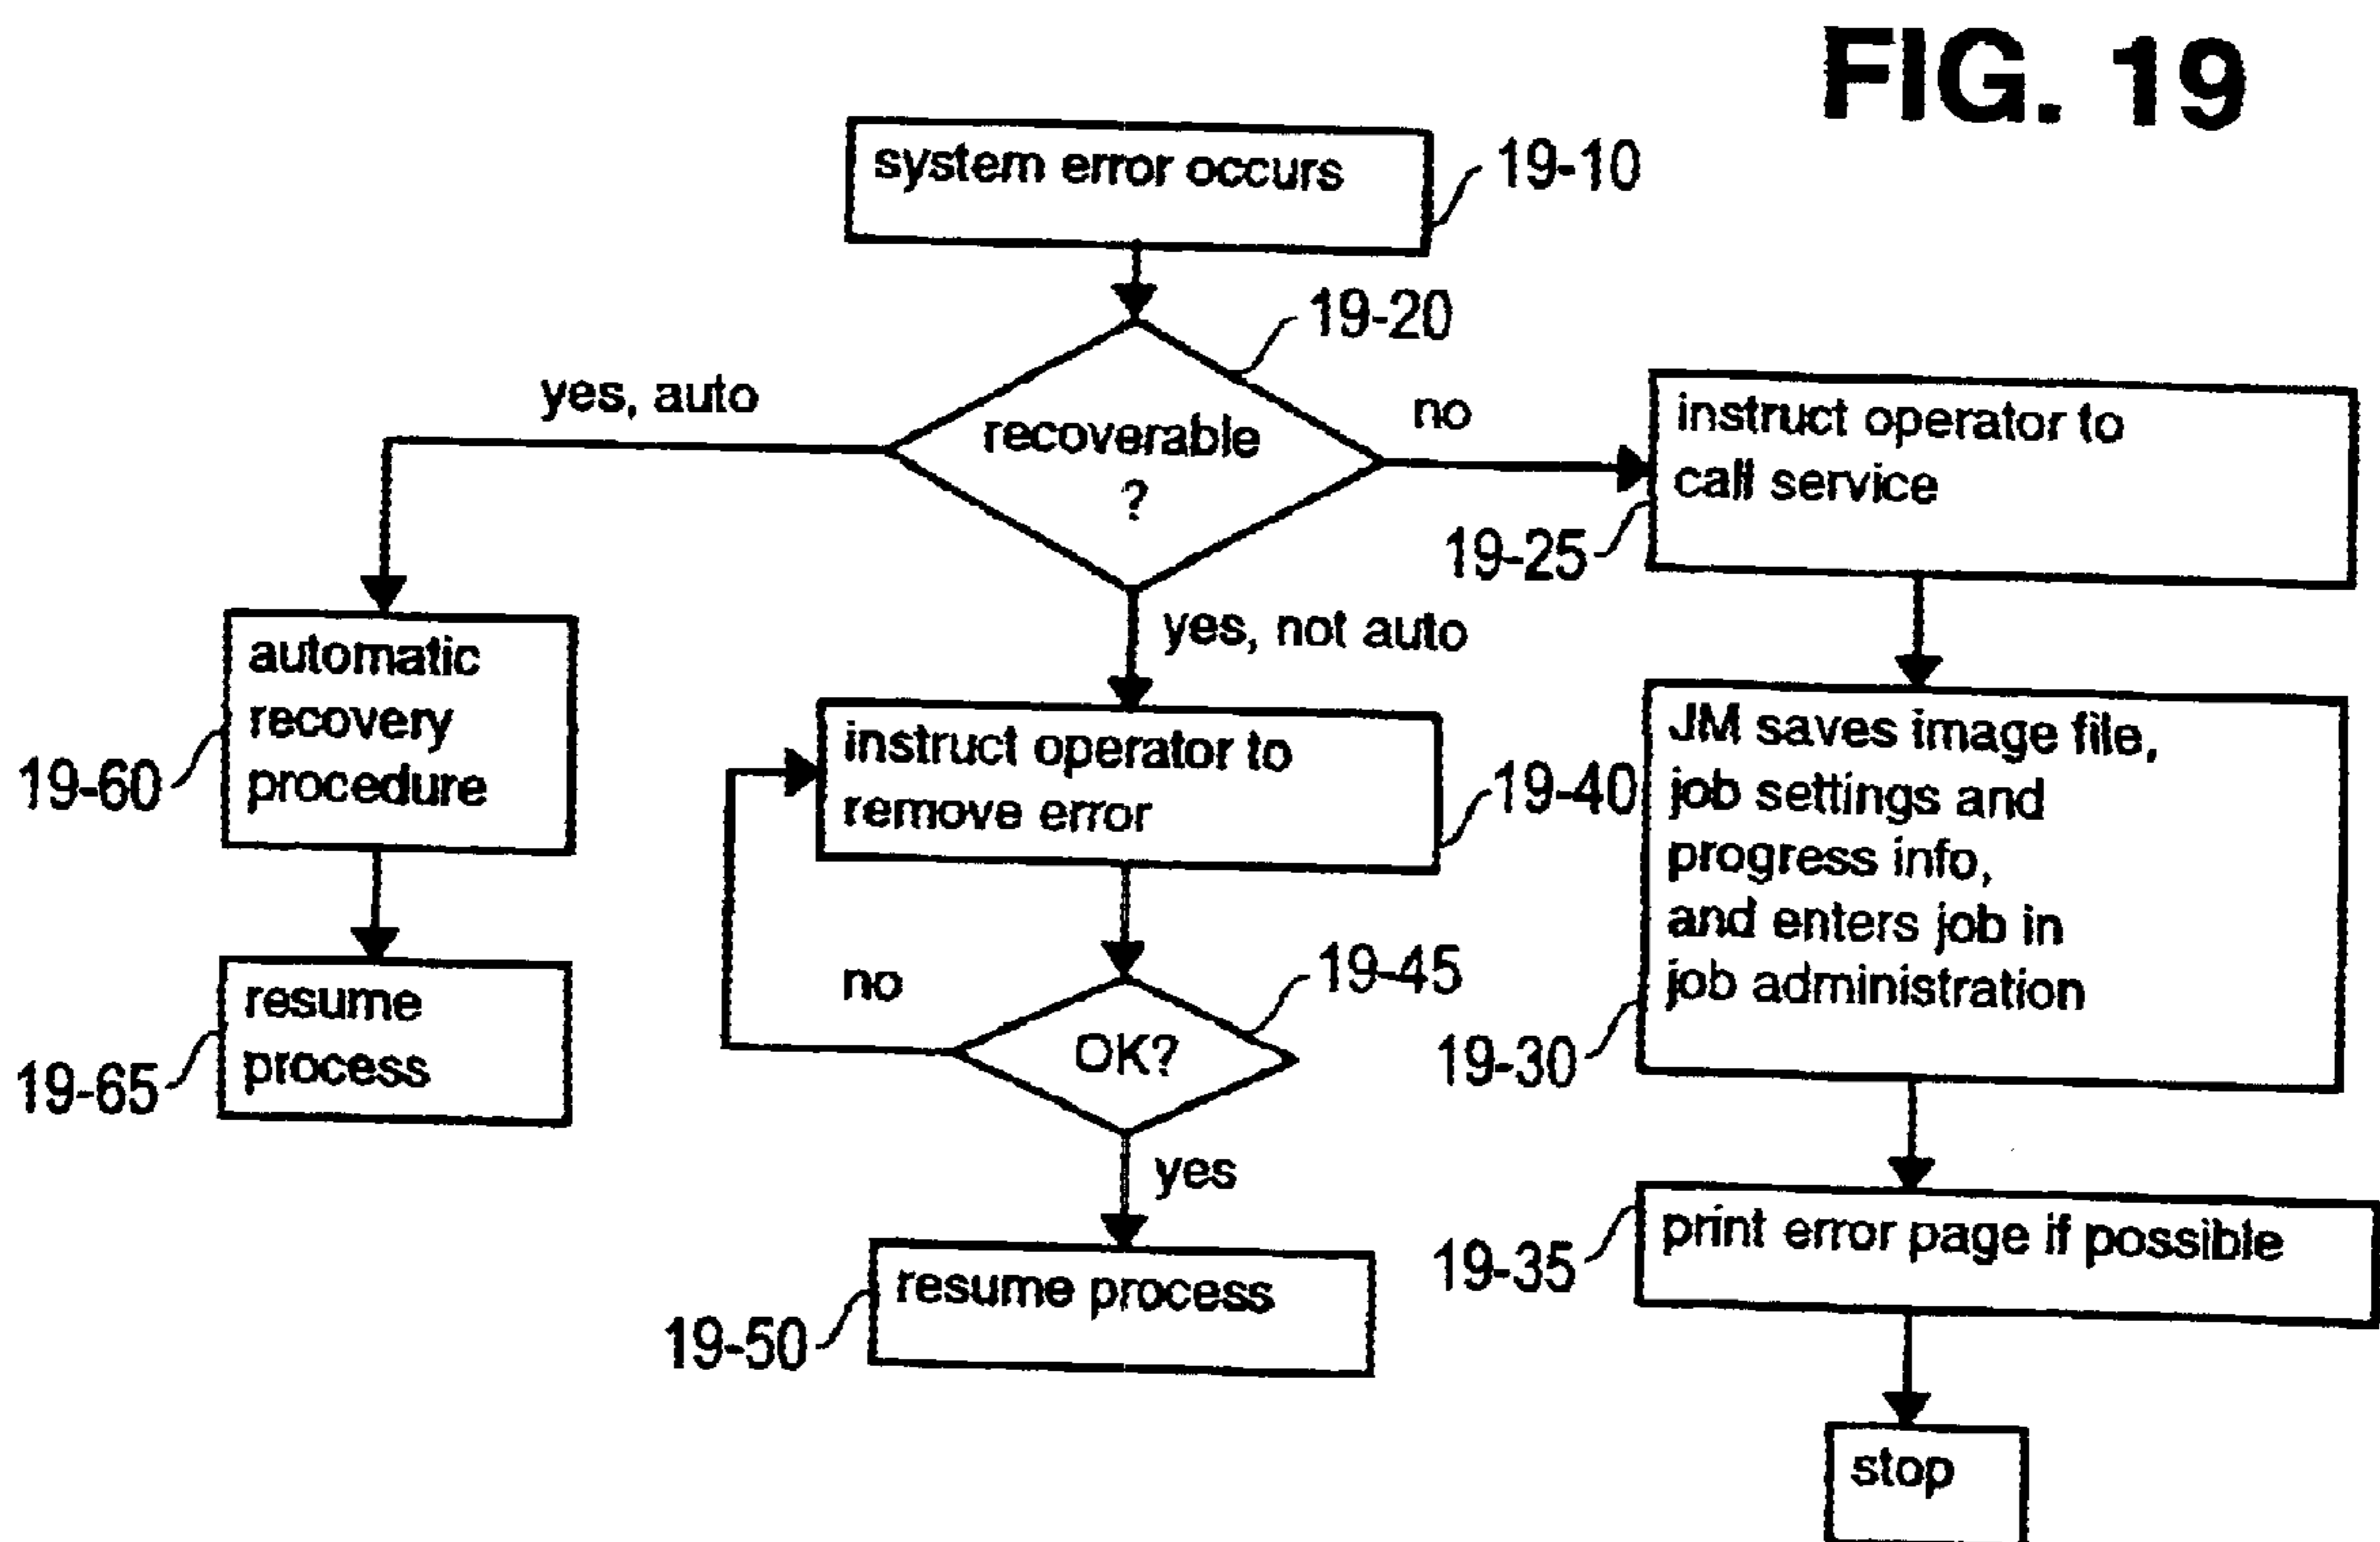 FIG. 19
system error occurs
19-10
19-20
yes, auto
recoverable
?
no
instruct operator to
call service
19-25
yes, not auto
automatic
recovery
procedure
19-60
instruct operator to
remove error
19-40
JM saves image file,
job settings and
progress info,
and enters job in
job administration
19-30
resume
process
19-65
no
OK?
19-45
yes
resume process
19-50
print error page if possible
19-35
stop